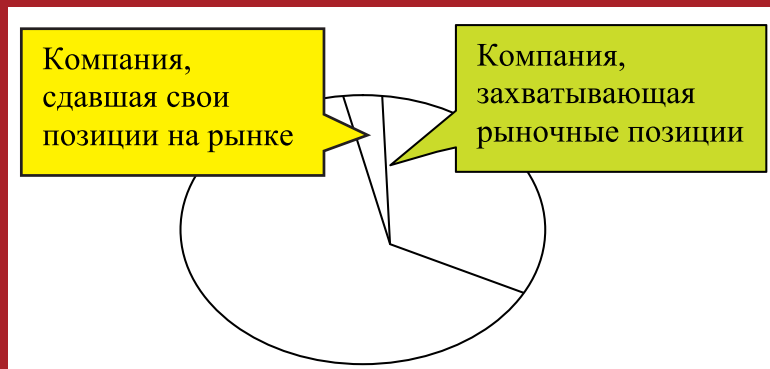 Компания,
сдавшая свои
позиции на рынке
Компания,
захватывающая
рыночные позиции